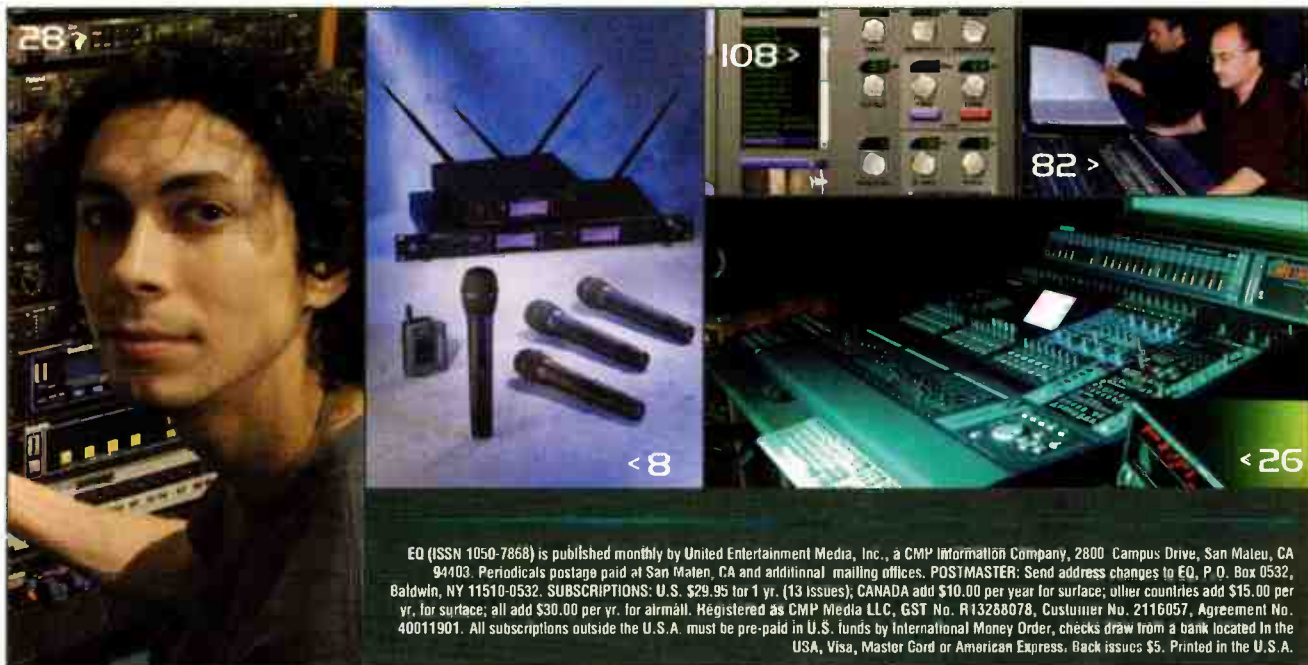 28 >
108 >
82 >
< 8
< 26
EQ (ISSN 1050-7868) is published monthly by United Entertainment Media, Inc., a CMP Information Company, 2800 Campus Drive, San Mateo, CA
94403. Periodicals postage paid at San Mateo, CA and additional mailing offices. POSTMASTER: Send address changes to EQ, P.O. Box 0532,
Baldwin, NY 11510-0532. SUBSCRIPTIONS: U.S. $29.95 for 1 yr. (13 issues); CANADA add $10.00 per year for surface; other countries add $15.00 per
yr. for surface; all add $30.00 per yr. for airmail. Registered as CMP Media LLC, GST No. R13288078, Customer No. 2116057, Agreement No.
40011901. All subscriptions outside the U.S.A. must be pre-paid in U.S. funds by International Money Order, checks draw from a bank located in the
USA, Visa, Master Cord or American Express. Back issues $5. Printed in the U.S.A.